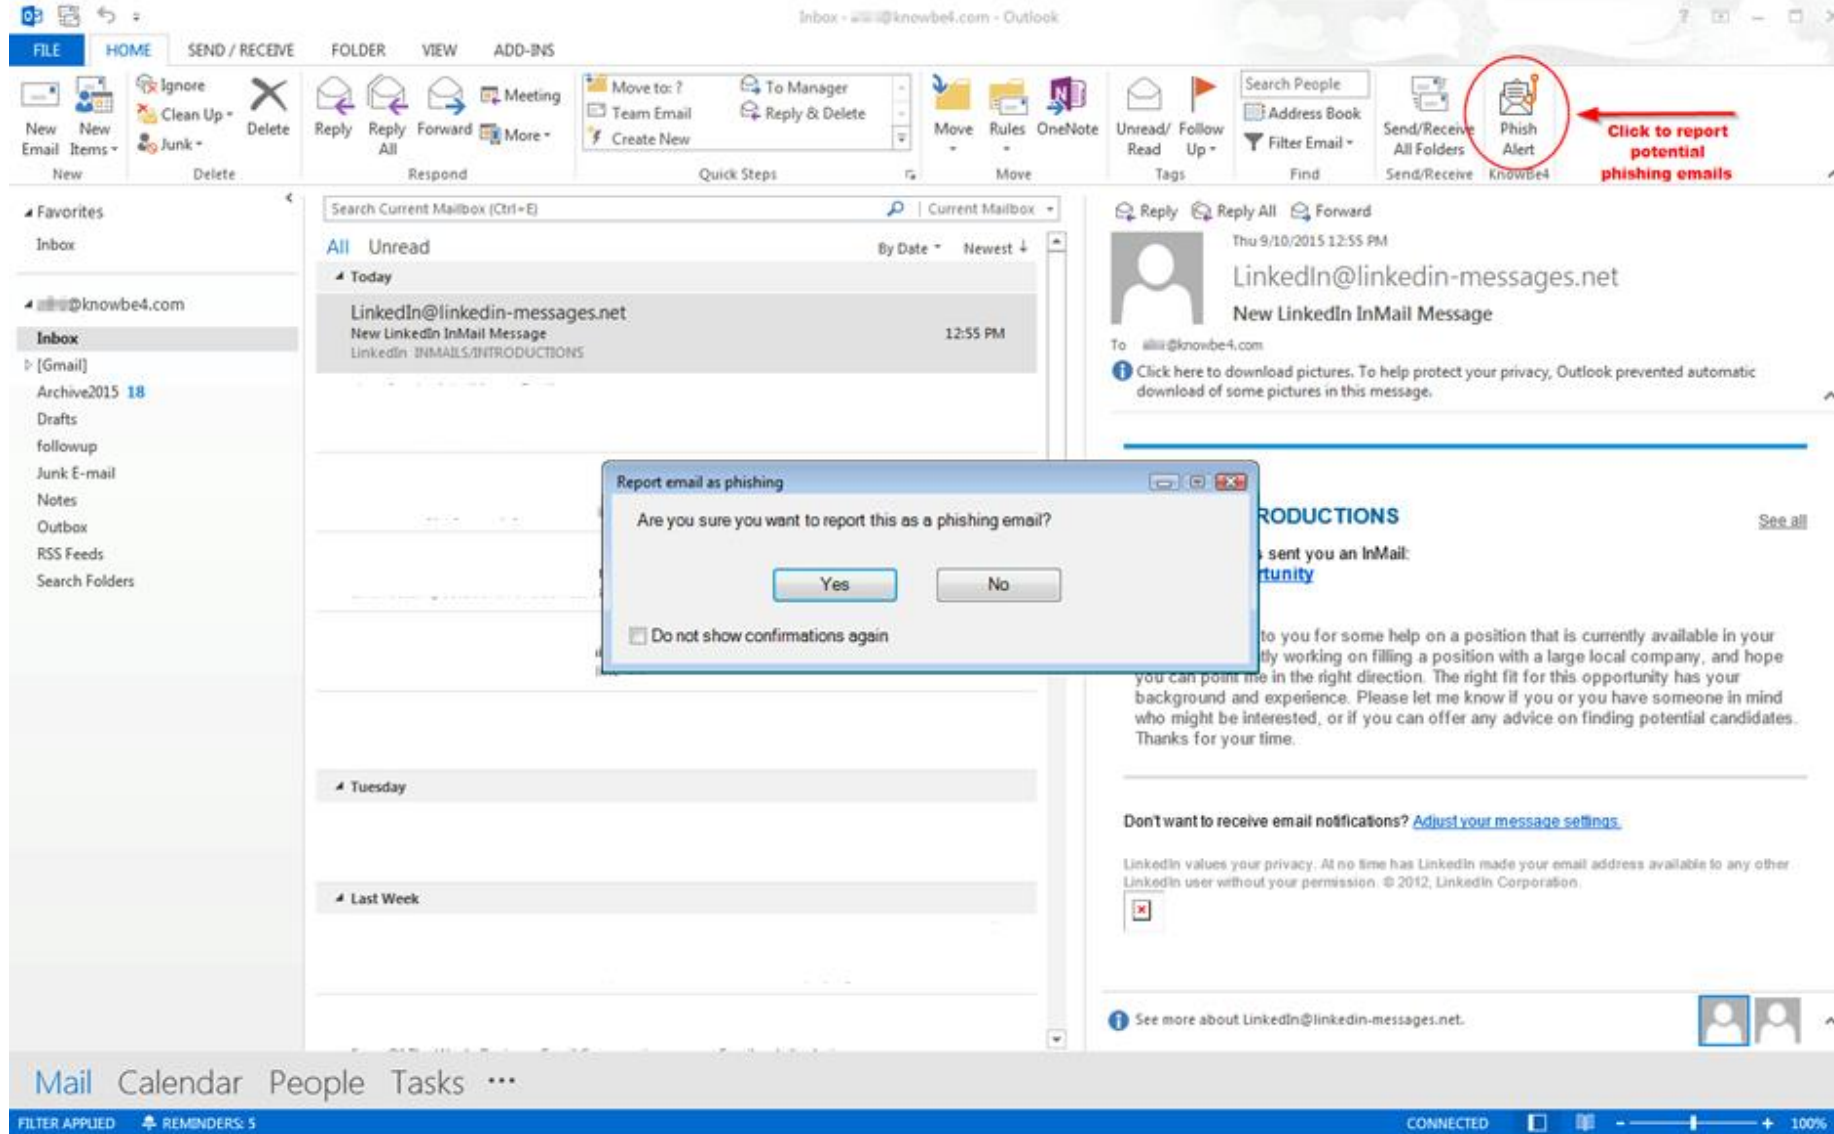 Inbox - @knowbe4.com - Outlook
FILE HOME SEND / RECEIVE FOLDER VIEW ADD-INS
New Email
New Items
Ignore
Clean Up
Junk
Delete
Reply
Reply All
Forward
Meeting
More
Move to: ?
Team Email
Create New
To Manager
Reply & Delete
Move
Rules
OneNote
Unread/ Read
Follow Up
Search People
Address Book
Filter Email
Send/Receive All Folders
Phish Alert
Click to report
potential
phishing emails
New Delete Respond Quick Steps Move Tags Find Send/Receive KnowBe4
Favorites
Inbox
@knowbe4.com
Inbox
[Gmail]
Archive2015 18
Drafts
followup
Junk E-mail
Notes
Outbox
RSS Feeds
Search Folders
Search Current Mailbox (Ctrl+E) Current Mailbox
All Unread By Date Newest
Today
LinkedIn@linkedin-messages.net
New LinkedIn InMail Message 12:55 PM
LinkedIn INMAILS/INTRODUCTIONS
Tuesday
Last Week
Reply Reply All Forward
Thu 9/10/2015 12:55 PM
LinkedIn@linkedin-messages.net
New LinkedIn InMail Message
To @knowbe4.com
Click here to download pictures. To help protect your privacy, Outlook prevented automatic
download of some pictures in this message.
Report email as phishing
Are you sure you want to report this as a phishing email?
Yes No
Do not show confirmations again
RODUCTIONS See all
sent you an InMail:
rtunity
to you for some help on a position that is currently available in your
tly working on filling a position with a large local company, and hope
you can point me in the right direction. The right fit for this opportunity has your
background and experience. Please let me know if you or you have someone in mind
who might be interested, or if you can offer any advice on finding potential candidates.
Thanks for your time.
Don't want to receive email notifications? Adjust your message settings.
LinkedIn values your privacy. At no time has LinkedIn made your email address available to any other
LinkedIn user without your permission. © 2012, LinkedIn Corporation.
See more about LinkedIn@linkedin-messages.net.
Mail Calendar People Tasks ···
FILTER APPLIED REMINDERS: 5 CONNECTED 100%